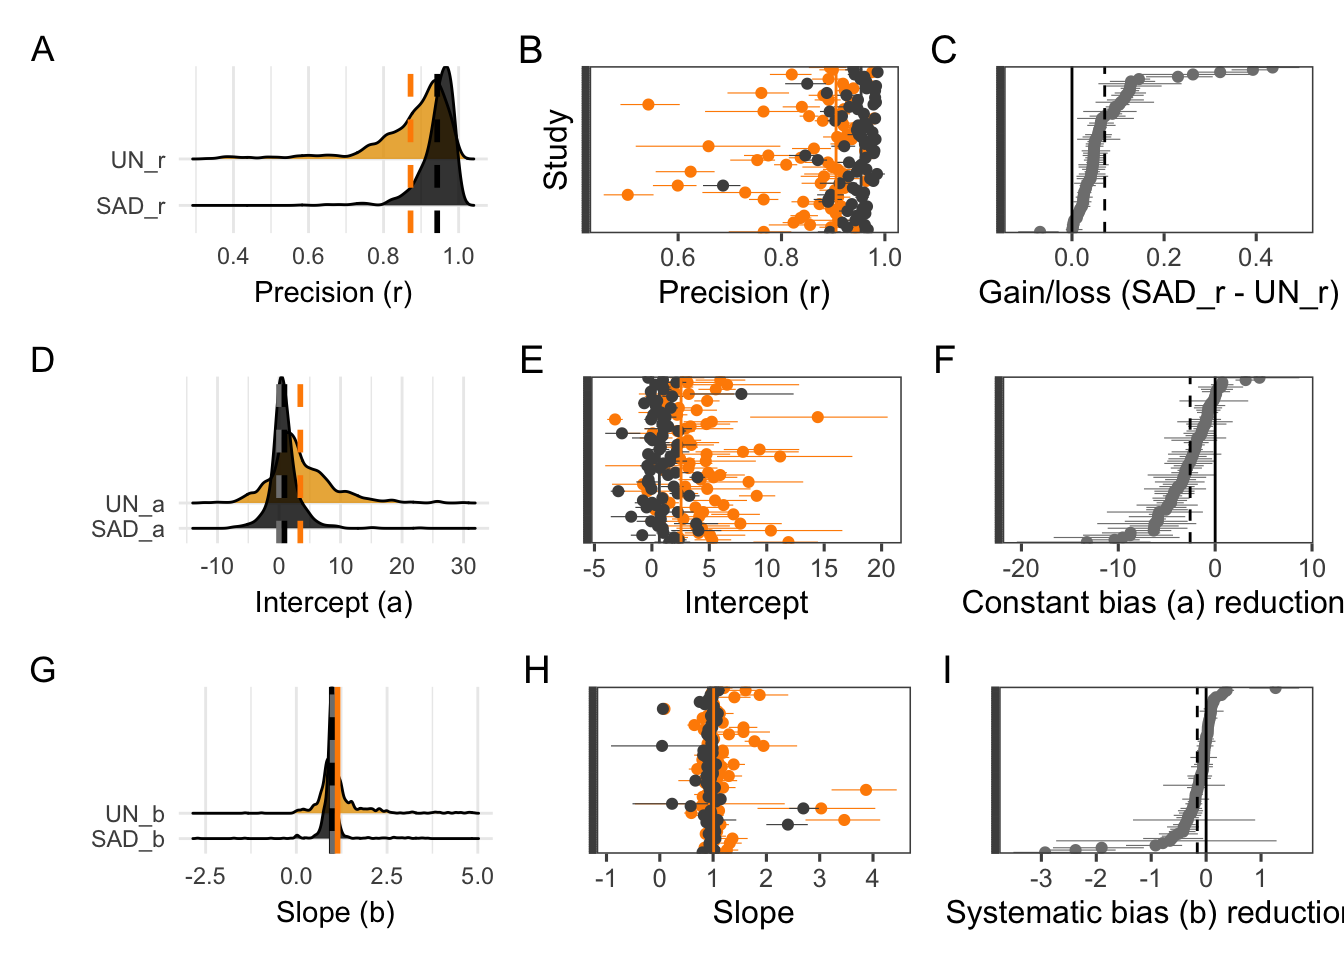 A
B
C
UN_r
SAD_r
0.4 0.6 0.8 1.0
Precision (r)
Study
0.6 0.8 1.0
Precision (r)
0.0 0.2 0.4
Gain/loss (SAD_r - UN_r)
D
E
F
UN_a
SAD_a
-10 0 10 20 30
Intercept (a)
-5 0 5 10 15 20
Intercept
-20 -10 0 10
Constant bias (a) reduction
G
H
I
UN_b
SAD_b
-2.5 0.0 2.5 5.0
Slope (b)
-1 0 1 2 3 4
Slope
-3 -2 -1 0 1
Systematic bias (b) reduction